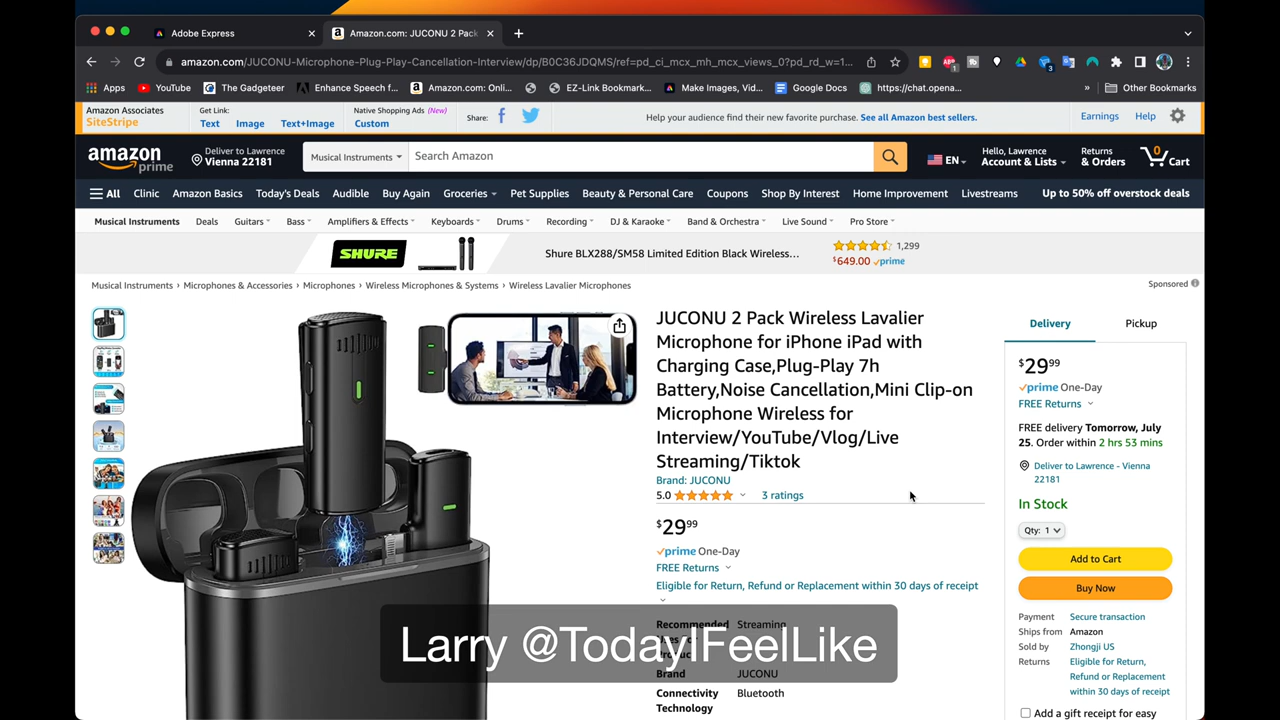 Adobe Express
Amazon.com: JUCONU 2 Pack
amazon.com/JUCONU-Microphone-Plug-Play-Cancellation-Interview/dp/B0C36JDQMS/ref=pd_ci_mcx_mh_mcx_views_0?pd_rd_w=1...
Apps YouTube The Gadgeteer Enhance Speech f... Amazon.com: Onli... EZ-Link Bookmark... Make Images, Vid... Google Docs https://chat.opena... » Other Bookmarks
Amazon Associates
SiteStripe
Get Link:
Text Image Text+Image
Native Shopping Ads (New)
Custom
Share:
Help your audience find their new favorite purchase. See all Amazon best sellers.
Earnings Help
amazon
prime
Deliver to Lawrence
Vienna 22181
Musical Instruments
Search Amazon
EN
Hello, Lawrence
Account & Lists
Returns
& Orders
0
Cart
All Clinic Amazon Basics Today's Deals Audible Buy Again Groceries Pet Supplies Beauty & Personal Care Coupons Shop By Interest Home Improvement Livestreams Up to 50% off overstock deals
Musical Instruments Deals Guitars Bass Amplifiers & Effects Keyboards Drums Recording DJ & Karaoke Band & Orchestra Live Sound Pro Store
SHURE
Shure BLX288/SM58 Limited Edition Black Wireless...
1,299
$649.00 prime
Musical Instruments › Microphones & Accessories › Microphones › Wireless Microphones & Systems › Wireless Lavalier Microphones
Sponsored
JUCONU 2 Pack Wireless Lavalier
Microphone for iPhone iPad with
Charging Case,Plug-Play 7h
Battery,Noise Cancellation,Mini Clip-on
Microphone Wireless for
Interview/YouTube/Vlog/Live
Streaming/Tiktok
Brand: JUCONU
5.0 3 ratings
$29.99
prime One-Day
FREE Returns
Eligible for Return, Refund or Replacement within 30 days of receipt
Recommended Streaming
Brand JUCONU
Connectivity Bluetooth
Technology
Delivery Pickup
$29.99
prime One-Day
FREE Returns
FREE delivery Tomorrow, July
25. Order within 2 hrs 53 mins
Deliver to Lawrence - Vienna
22181
In Stock
Qty: 1
Add to Cart
Buy Now
Payment Secure transaction
Ships from Amazon
Sold by Zhongji US
Returns Eligible for Return,
Refund or Replacement
within 30 days of receipt
Add a gift receipt for easy
Larry @TodayIFeelLike